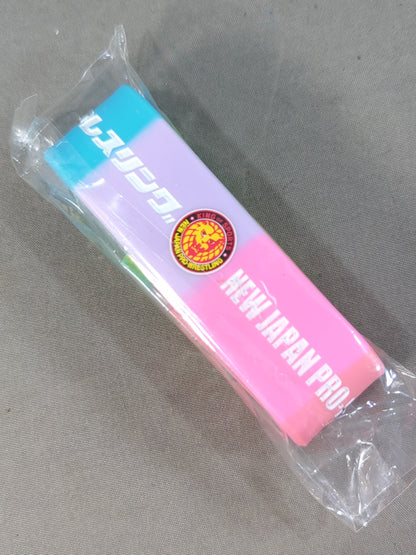 レスリング
KING OF SPORTS
NEW JAPAN PRO-WRESTLING
NEW JAPAN PRO-